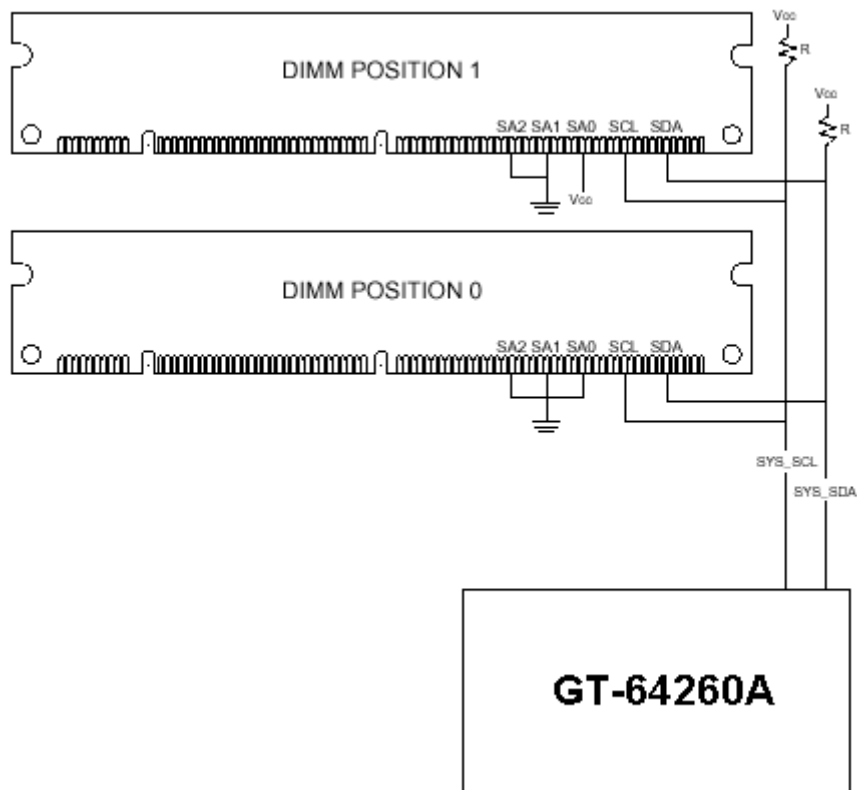 Vcc
R
DIMM POSITION 1
Vcc
R
SA2 SA1 SA0 SCL SDA
Vcc
DIMM POSITION 0
SA2 SA1 SA0 SCL SDA
SYS_SCL
SYS_SDA
GT-64260A